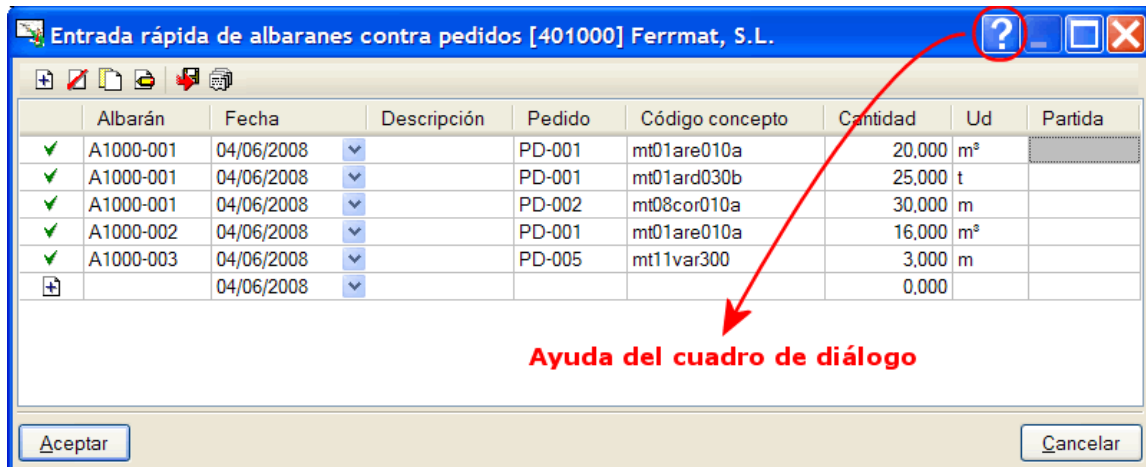 Entrada rápida de albaranes contra pedidos [401000] Ferrmat, S.L.
Albarán Fecha Descripción Pedido Código concepto Cantidad Ud Partida
A1000-001 04/06/2008 PD-001 mt01are010a 20,000 m³
A1000-001 04/06/2008 PD-001 mt01ard030b 25,000 t
A1000-001 04/06/2008 PD-002 mt08cor010a 30,000 m
A1000-002 04/06/2008 PD-001 mt01are010a 16,000 m³
A1000-003 04/06/2008 PD-005 mt11var300 3,000 m
04/06/2008 0,000
Ayuda del cuadro de diálogo
Aceptar Cancelar